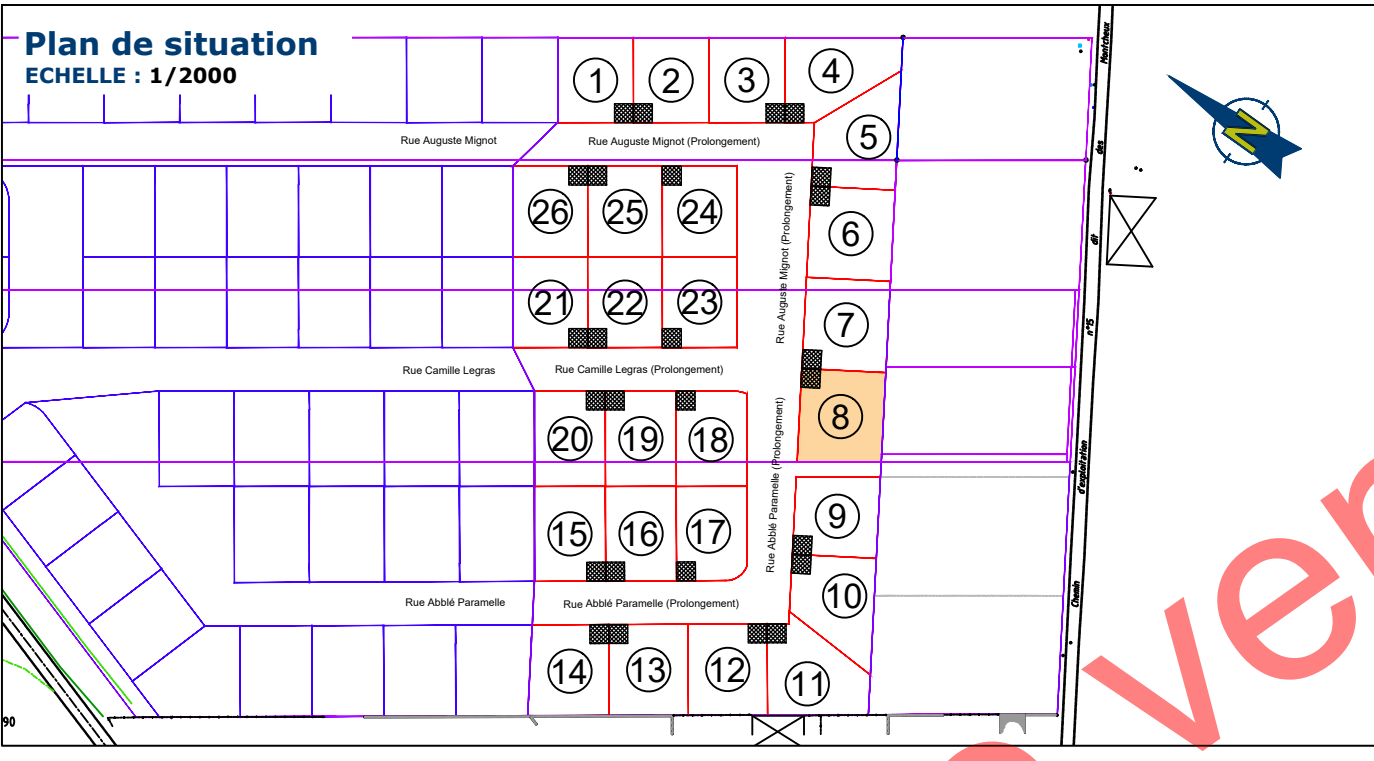 Plan de situation
ECHELLE : 1/2000
1 2 3 4
5
Rue Auguste Mignot
Rue Auguste Mignot (Prolongement)
26 25 24
Rue Auguste Mignot (Prolongement)
6
21 22 23
7
Rue Camille Legras
Rue Camille Legras (Prolongement)
8
20 19 18
Rue Abblé Paramelle (Prolongement)
15 16 17
9
10
Rue Abblé Paramelle
Rue Abblé Paramelle (Prolongement)
14 13 12 11
Chemin d'exploitation n°15 dit des Montcheux
N
90
ver